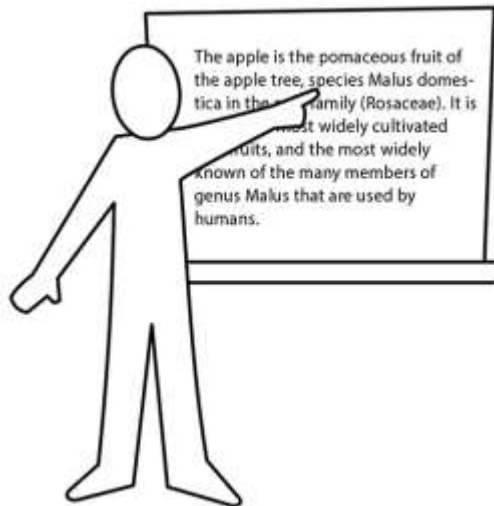 The apple is the pomaceous fruit of
the apple tree, species Malus domes-
tica in the family (Rosaceae). It is
most widely cultivated
fruits, and the most widely
known of the many members of
genus Malus that are used by
humans.